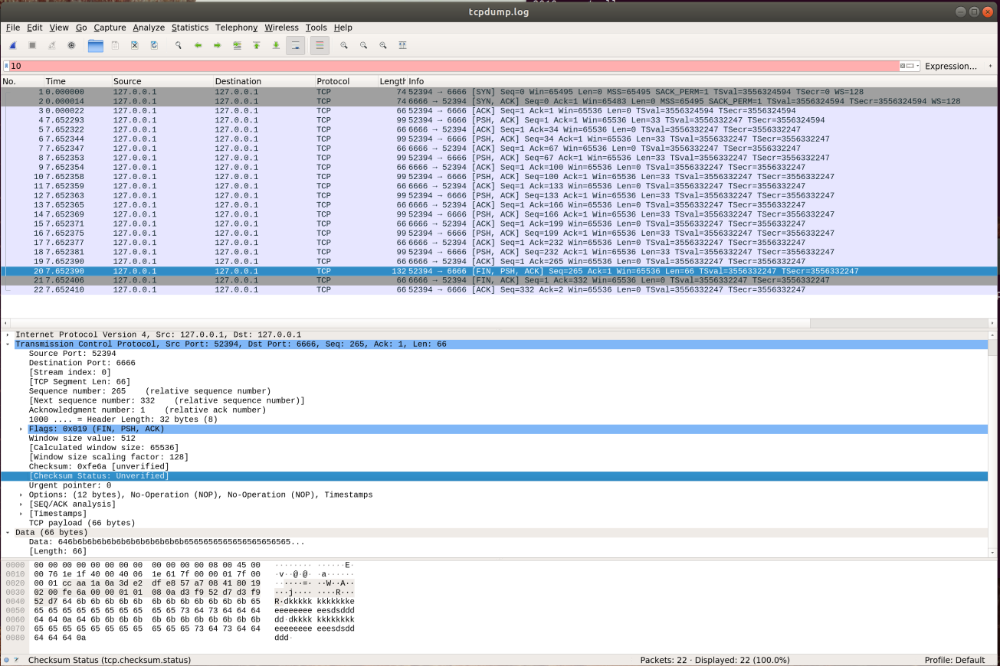 tcpdump.log
File Edit View Go Capture Analyze Statistics Telephony Wireless Tools Help
10 Expression... +
No. Time Source Destination Protocol Length Info
1 0.000000 127.0.0.1 127.0.0.1 TCP 74 52394 → 6666 [SYN] Seq=0 Win=65495 Len=0 MSS=65495 SACK_PERM=1 TSval=3556324594 TSecr=0 WS=128
2 0.000014 127.0.0.1 127.0.0.1 TCP 74 6666 → 52394 [SYN, ACK] Seq=0 Ack=1 Win=65483 Len=0 MSS=65495 SACK_PERM=1 TSval=3556324594 TSecr=3556324594 WS=128
3 0.000022 127.0.0.1 127.0.0.1 TCP 66 52394 → 6666 [ACK] Seq=1 Ack=1 Win=65536 Len=0 TSval=3556324594 TSecr=3556324594
4 7.652293 127.0.0.1 127.0.0.1 TCP 99 52394 → 6666 [PSH, ACK] Seq=1 Ack=1 Win=65536 Len=33 TSval=3556332247 TSecr=3556324594
5 7.652322 127.0.0.1 127.0.0.1 TCP 66 6666 → 52394 [ACK] Seq=1 Ack=34 Win=65536 Len=0 TSval=3556332247 TSecr=3556332247
6 7.652344 127.0.0.1 127.0.0.1 TCP 99 52394 → 6666 [PSH, ACK] Seq=34 Ack=1 Win=65536 Len=33 TSval=3556332247 TSecr=3556332247
7 7.652347 127.0.0.1 127.0.0.1 TCP 66 6666 → 52394 [ACK] Seq=1 Ack=67 Win=65536 Len=0 TSval=3556332247 TSecr=3556332247
8 7.652353 127.0.0.1 127.0.0.1 TCP 99 52394 → 6666 [PSH, ACK] Seq=67 Ack=1 Win=65536 Len=33 TSval=3556332247 TSecr=3556332247
9 7.652354 127.0.0.1 127.0.0.1 TCP 66 6666 → 52394 [ACK] Seq=1 Ack=100 Win=65536 Len=0 TSval=3556332247 TSecr=3556332247
10 7.652358 127.0.0.1 127.0.0.1 TCP 99 52394 → 6666 [PSH, ACK] Seq=100 Ack=1 Win=65536 Len=33 TSval=3556332247 TSecr=3556332247
11 7.652359 127.0.0.1 127.0.0.1 TCP 66 6666 → 52394 [ACK] Seq=1 Ack=133 Win=65536 Len=0 TSval=3556332247 TSecr=3556332247
12 7.652363 127.0.0.1 127.0.0.1 TCP 99 52394 → 6666 [PSH, ACK] Seq=133 Ack=1 Win=65536 Len=33 TSval=3556332247 TSecr=3556332247
13 7.652365 127.0.0.1 127.0.0.1 TCP 66 6666 → 52394 [ACK] Seq=1 Ack=166 Win=65536 Len=0 TSval=3556332247 TSecr=3556332247
14 7.652369 127.0.0.1 127.0.0.1 TCP 99 52394 → 6666 [PSH, ACK] Seq=166 Ack=1 Win=65536 Len=33 TSval=3556332247 TSecr=3556332247
15 7.652371 127.0.0.1 127.0.0.1 TCP 66 6666 → 52394 [ACK] Seq=1 Ack=199 Win=65536 Len=0 TSval=3556332247 TSecr=3556332247
16 7.652375 127.0.0.1 127.0.0.1 TCP 99 52394 → 6666 [PSH, ACK] Seq=199 Ack=1 Win=65536 Len=33 TSval=3556332247 TSecr=3556332247
17 7.652377 127.0.0.1 127.0.0.1 TCP 66 6666 → 52394 [ACK] Seq=1 Ack=232 Win=65536 Len=0 TSval=3556332247 TSecr=3556332247
18 7.652381 127.0.0.1 127.0.0.1 TCP 99 52394 → 6666 [PSH, ACK] Seq=232 Ack=1 Win=65536 Len=33 TSval=3556332247 TSecr=3556332247
19 7.652390 127.0.0.1 127.0.0.1 TCP 66 6666 → 52394 [ACK] Seq=1 Ack=265 Win=65536 Len=0 TSval=3556332247 TSecr=3556332247
20 7.652390 127.0.0.1 127.0.0.1 TCP 132 52394 → 6666 [FIN, PSH, ACK] Seq=265 Ack=1 Win=65536 Len=66 TSval=3556332247 TSecr=3556332247
21 7.652406 127.0.0.1 127.0.0.1 TCP 66 6666 → 52394 [FIN, ACK] Seq=1 Ack=332 Win=65536 Len=0 TSval=3556332247 TSecr=3556332247
22 7.652410 127.0.0.1 127.0.0.1 TCP 66 52394 → 6666 [ACK] Seq=332 Ack=2 Win=65536 Len=0 TSval=3556332247 TSecr=3556332247
Internet Protocol Version 4, Src: 127.0.0.1, Dst: 127.0.0.1
Transmission Control Protocol, Src Port: 52394, Dst Port: 6666, Seq: 265, Ack: 1, Len: 66
Source Port: 52394
Destination Port: 6666
[Stream index: 0]
[TCP Segment Len: 66]
Sequence number: 265 (relative sequence number)
[Next sequence number: 332 (relative sequence number)]
Acknowledgment number: 1 (relative ack number)
1000 .... = Header Length: 32 bytes (8)
Flags: 0x019 (FIN, PSH, ACK)
Window size value: 512
[Calculated window size: 65536]
[Window size scaling factor: 128]
Checksum: 0xfe6a [unverified]
[Checksum Status: Unverified]
Urgent pointer: 0
Options: (12 bytes), No-Operation (NOP), No-Operation (NOP), Timestamps
[SEQ/ACK analysis]
[Timestamps]
TCP payload (66 bytes)
Data (66 bytes)
Data: 646b6b6b6b6b6b6b6b6b6b6b6b6b6565656565656565656565...
[Length: 66]
0000 00 00 00 00 00 00 00 00 00 00 00 00 08 00 45 00 ········ ······E·
0010 00 76 1e 1f 40 00 40 06 1e 61 7f 00 00 01 7f 00 ·v··@·@· ·a······
0020 00 01 cc aa 1a 0a 3d e2 df e8 57 a7 08 41 80 19 ······=· ··W··A··
0030 02 00 fe 6a 00 00 01 01 08 0a d3 f9 52 d7 d3 f9 ···j···· ····R···
0040 52 d7 64 6b 6b 6b 6b 6b 6b 6b 6b 6b 6b 6b 6b 65 R·dkkkkk kkkkkkke
0050 65 65 65 65 65 65 65 65 65 65 73 64 73 64 64 64 eeeeeeee eesdsddd
0060 64 64 0a 64 6b 6b 6b 6b 6b 6b 6b 6b 6b 6b 6b 6b dd·dkkkk kkkkkkkk
0070 65 65 65 65 65 65 65 65 65 65 65 73 64 73 64 64 eeeeeeee eeesdsdd
0080 64 64 64 0a ddd·
Checksum Status (tcp.checksum.status) Packets: 22 · Displayed: 22 (100.0%) Profile: Default